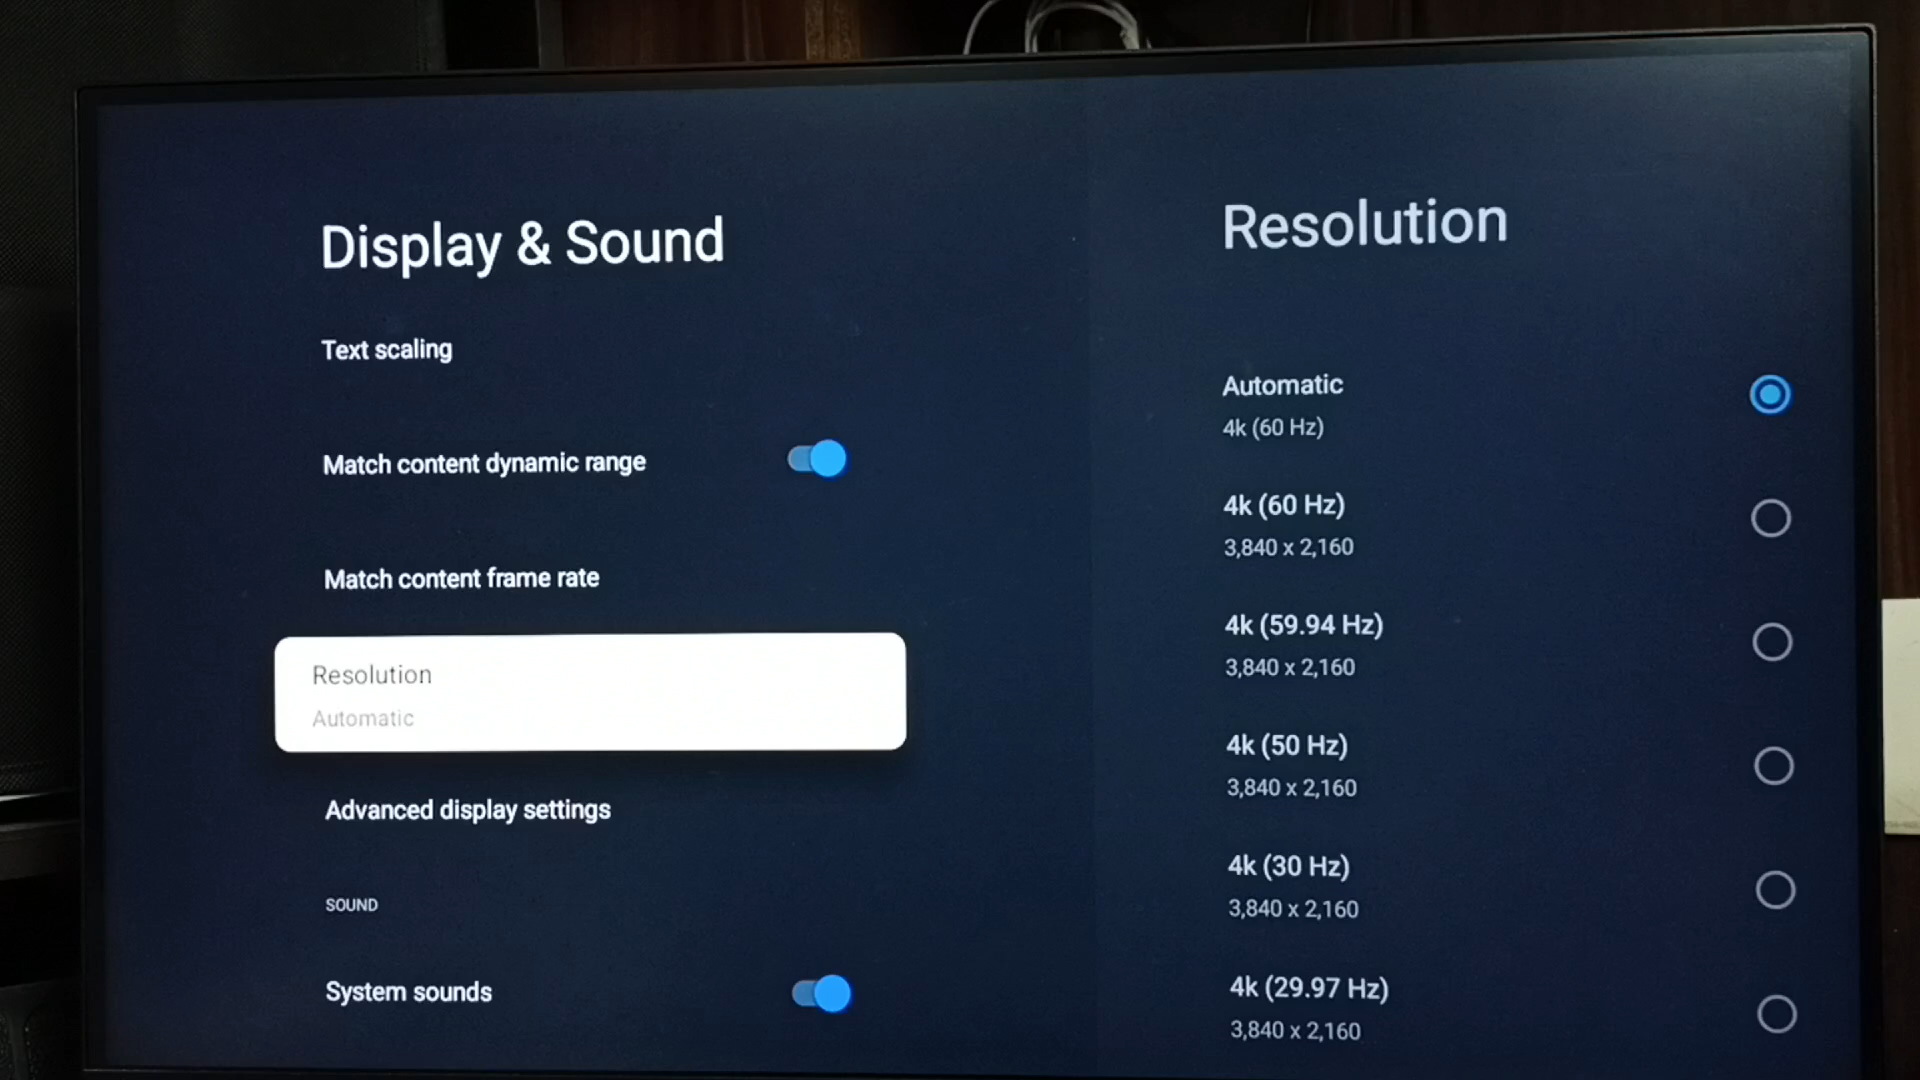 Display & Sound
Text scaling
Match content dynamic range
Match content frame rate
Resolution
Automatic
Advanced display settings
SOUND
System sounds
Resolution
Automatic
4k (60 Hz)
4k (60 Hz)
3,840 x 2,160
4k (59.94 Hz)
3,840 x 2,160
4k (50 Hz)
3,840 x 2,160
4k (30 Hz)
3,840 x 2,160
4k (29.97 Hz)
3,840 x 2,160